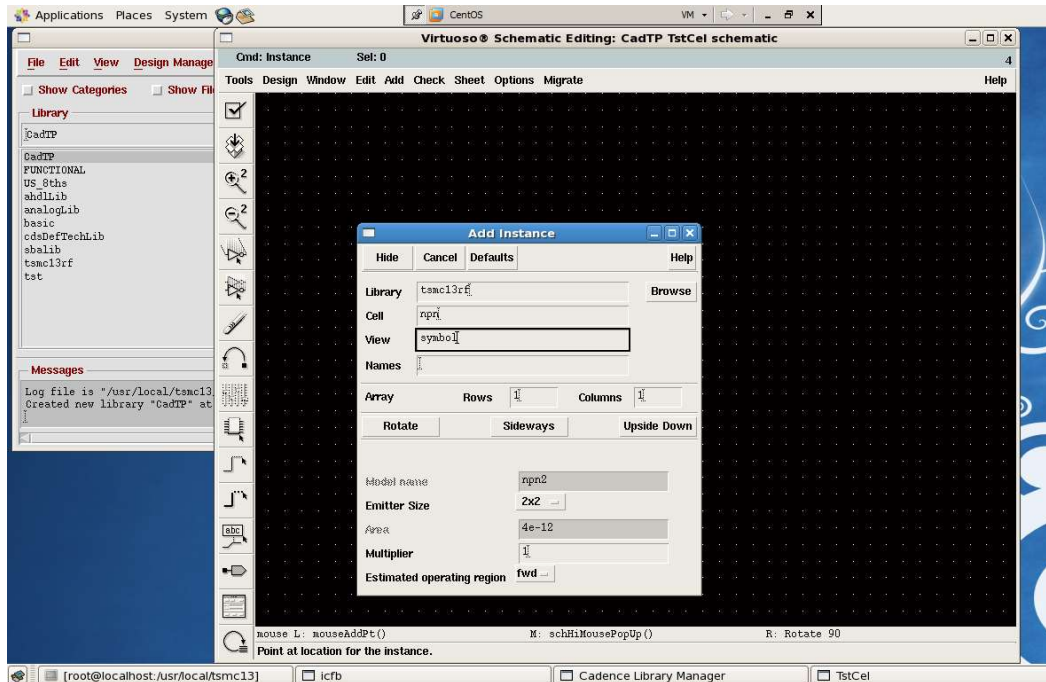 Applications Places System
CentOS
VM
Virtuoso® Schematic Editing: CadTP TstCel schematic
Cmd: Instance Sel: 0 4
Tools Design Window Edit Add Check Sheet Options Migrate Help
File Edit View Design Manage
Show Categories Show Fil
Library
CadTP
CadTP
FUNCTIONAL
US_8ths
ahdlLib
analogLib
basic
cdsDefTechLib
sbalib
tsmc13rf
tst
Messages
Log file is "/usr/local/tsmc13
Created new library "CadTP" at
2
2
abc
Add Instance
Hide Cancel Defaults Help
Library tsmc13rf Browse
Cell npn
View symbol
Names
Array Rows 1 Columns 1
Rotate Sideways Upside Down
Model name npn2
Emitter Size 2x2
Area 4e-12
Multiplier 1
Estimated operating region fwd
mouse L: mouseAddPt() M: schHiMousePopUp() R: Rotate 90
Point at location for the instance.
[root@localhost:/usr/local/tsmc13] icfb Cadence Library Manager TstCel